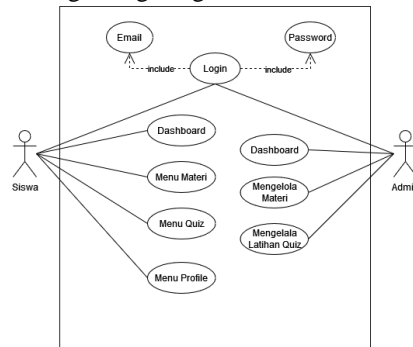 Email
Password
include
Login
include
Dashboard
Dashboard
Menu Materi
Mengelola
Materi
Siswa
Admi
Menu Quiz
Mengelala
Latihan Quiz
Menu Profile